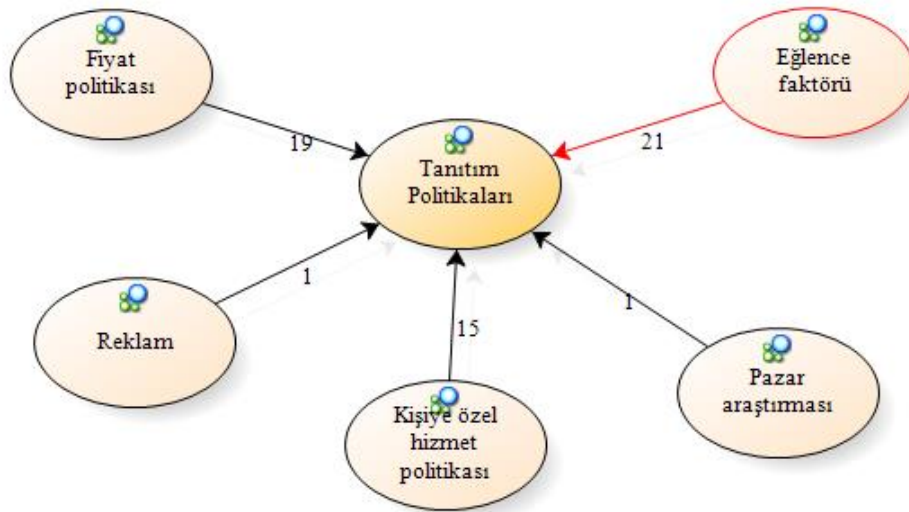 Fiyat
politikası
Eğlence
faktörü
19
21
Tanıtım
Politikaları
1
1
15
Reklam
Pazar
araştırması
Kişiye özel
hizmet
politikası